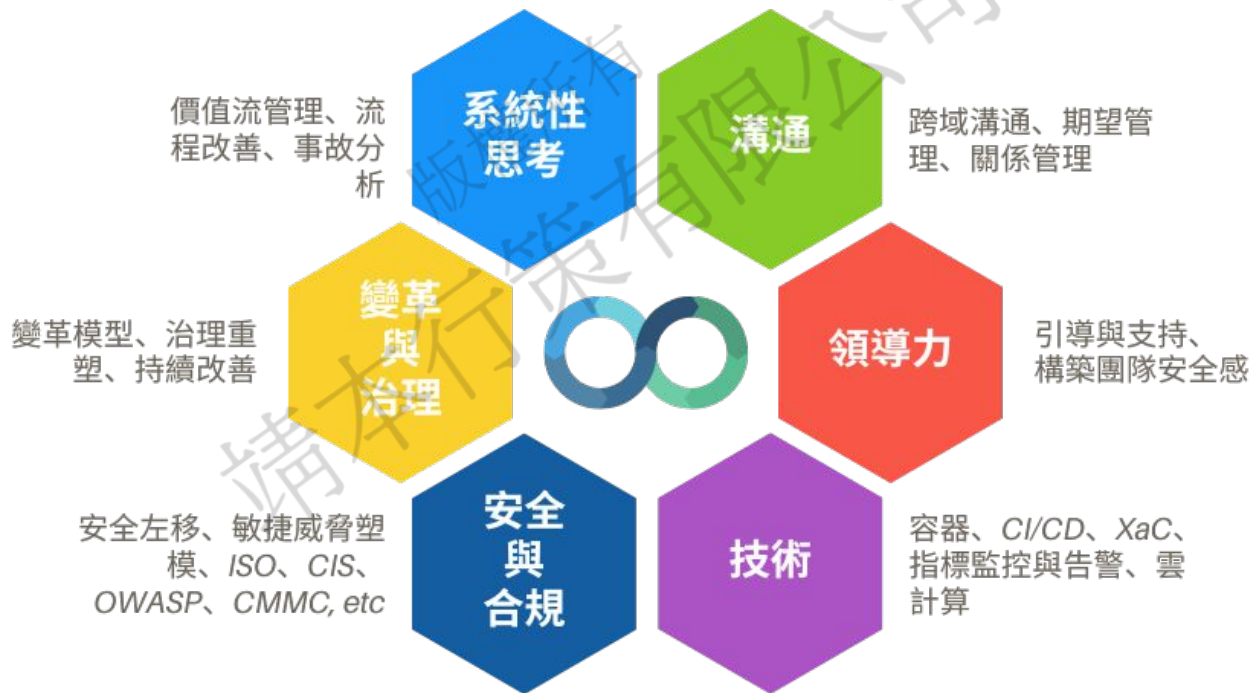 價值流管理、流
程改善、事故分
析
系統性
思考
溝通
跨域溝通、期望管
理、關係管理
變革模型、治理重
塑、持續改善
變革
與
治理
領導力
引導與支持、
構築團隊安全感
安全左移、敏捷威脅塑
模、ISO、CIS、
OWASP、CMMC, etc
安全
與
合規
技術
容器、CI/CD、XaC、
指標監控與告警、雲
計算
靖本行策有限公司
版權所有